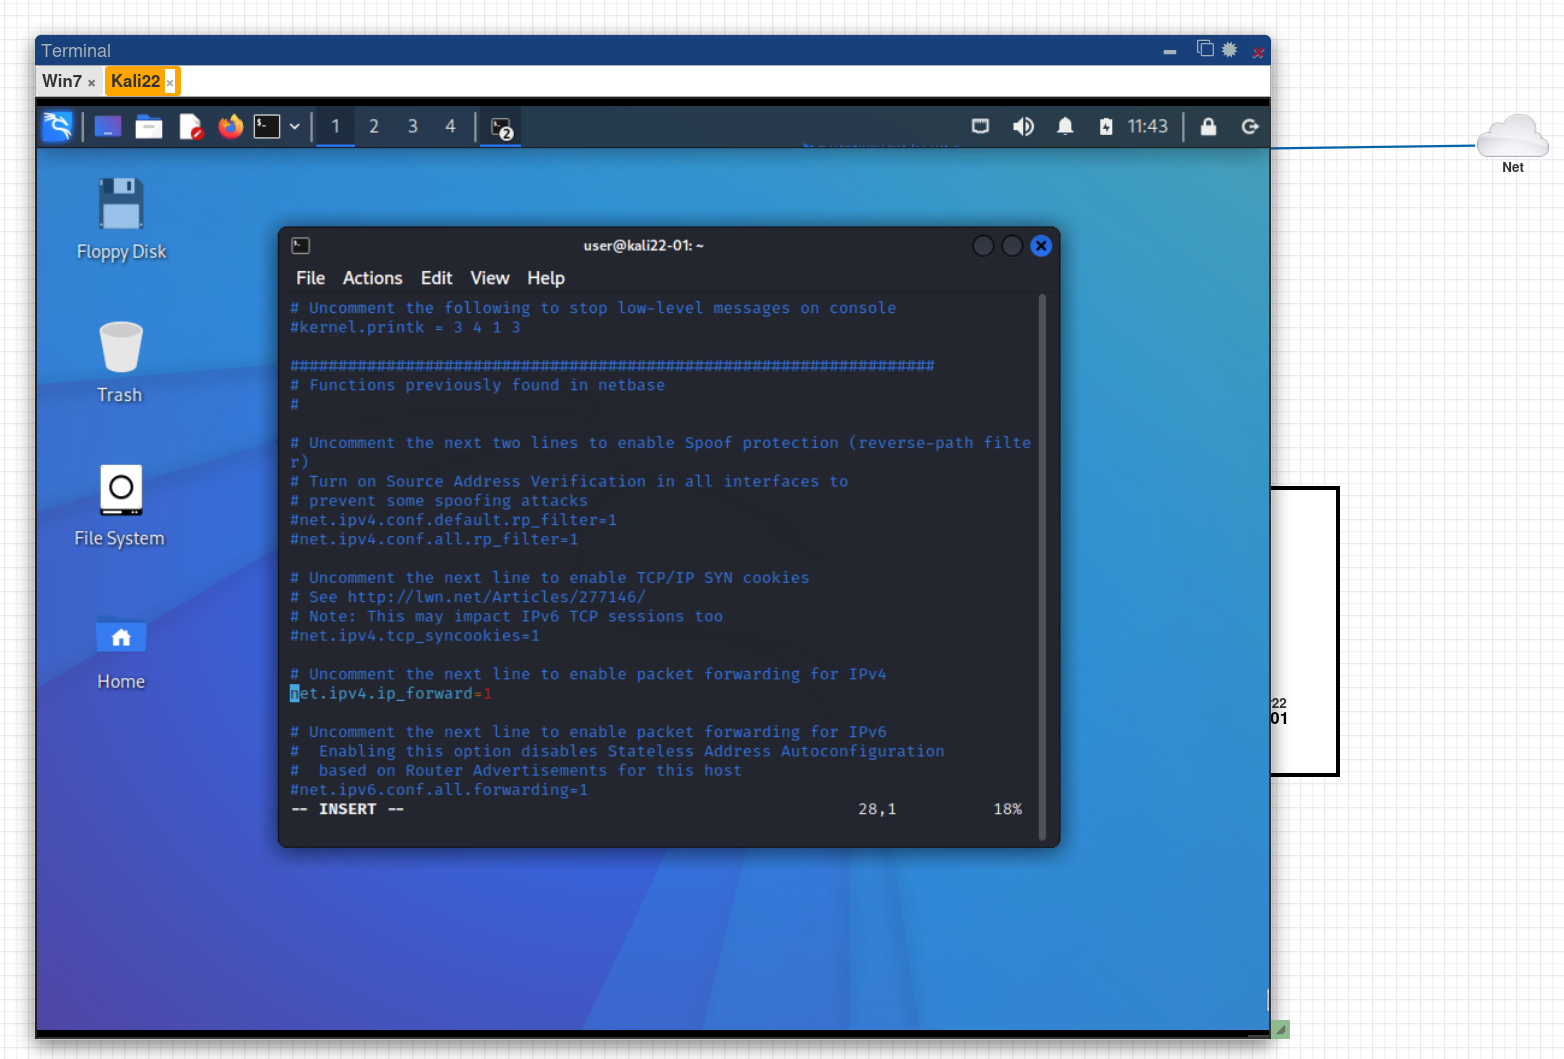 Terminal
Win7 ×
Kali22 ×
1 2 3 4
2
11:43
Net
Floppy Disk
Trash
File System
Home
user@kali22-01: ~
File Actions Edit View Help
# Uncomment the following to stop low-level messages on console
#kernel.printk = 3 4 1 3
###################################################################
# Functions previously found in netbase
#
# Uncomment the next two lines to enable Spoof protection (reverse-path filte
r)
# Turn on Source Address Verification in all interfaces to
# prevent some spoofing attacks
#net.ipv4.conf.default.rp_filter=1
#net.ipv4.conf.all.rp_filter=1
# Uncomment the next line to enable TCP/IP SYN cookies
# See http://lwn.net/Articles/277146/
# Note: This may impact IPv6 TCP sessions too
#net.ipv4.tcp_syncookies=1
# Uncomment the next line to enable packet forwarding for IPv4
net.ipv4.ip_forward=1
# Uncomment the next line to enable packet forwarding for IPv6
#  Enabling this option disables Stateless Address Autoconfiguration
#  based on Router Advertisements for this host
#net.ipv6.conf.all.forwarding=1
-- INSERT -- 28,1 18%
22
01